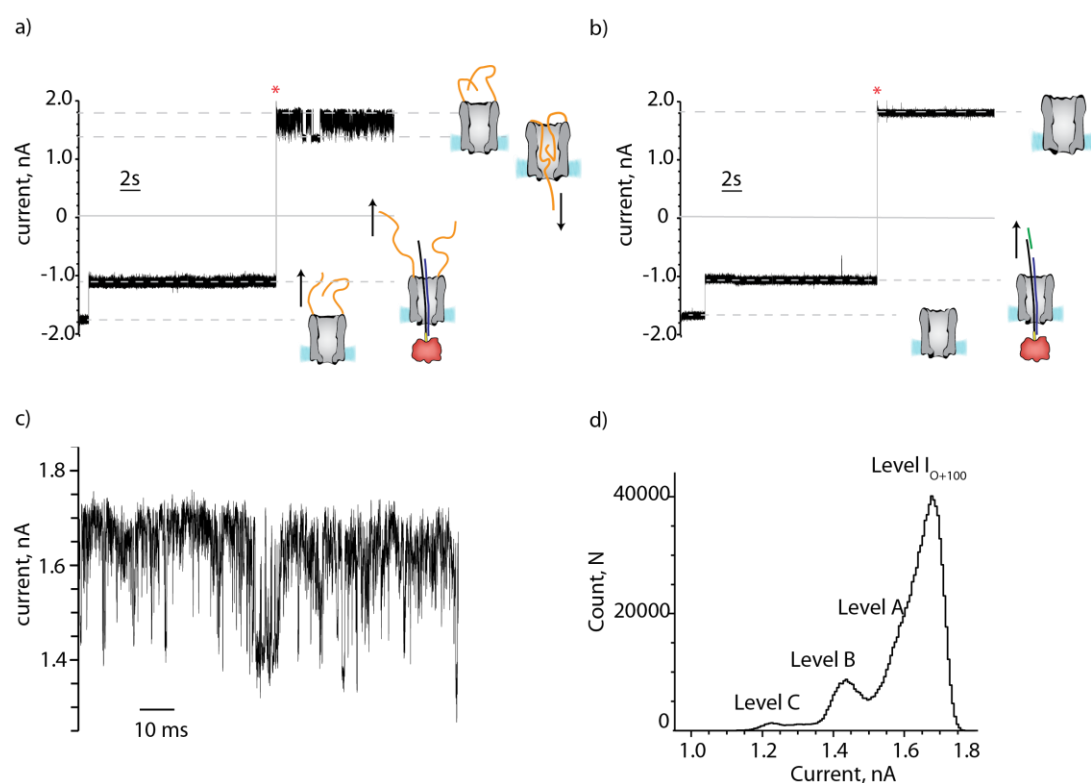 a)
b)
*
*
2.0
1.0
0
-1.0
-2.0
current, nA
2s
2.0
1.0
0
-1.0
-2.0
current, nA
2s
c)
d)
1.8
1.6
1.4
current, nA
10 ms
Level I O+100
Level A
Level B
Level C
40000
20000
0
Count, N
1.0 1.2 1.4 1.6 1.8
Current, nA